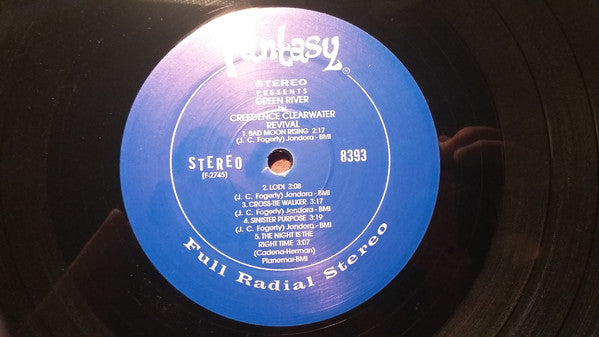 Fantasy
®
STEREO
PRESENTS
GREEN RIVER
by
CREEDENCE CLEARWATER
REVIVAL
1. BAD MOON RISING 2:17
(J. C. Fogerty) Jondora - BMI
STEREO
(F-2745)
8393
2. LODI 3:08
(J. C. Fogerty) Jondora - BMI
3. CROSS-TIE WALKER 3:17
(J. C. Fogerty) Jondora - BMI
4. SINISTER PURPOSE 3:19
(J. C. Fogerty) Jondora - BMI
5. THE NIGHT IS THE
RIGHT TIME 3:07
(Cadena-Herman)
Planemar-BMI
Full Radial Stereo